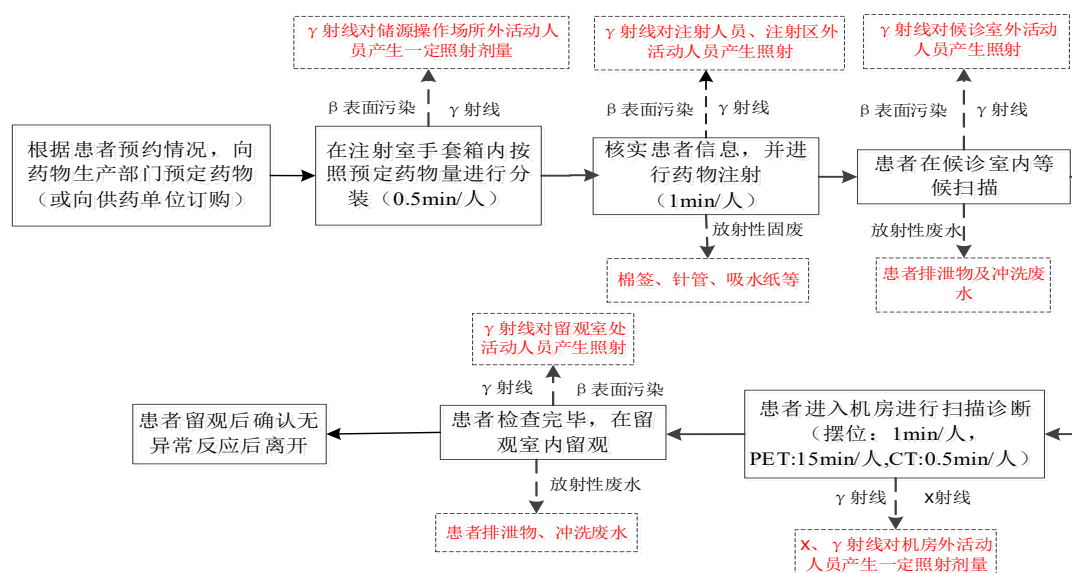 γ射线对储源操作场所外活动人
员产生一定照射剂量
γ射线对注射人员、注射区外
活动人员产生照射
γ射线对候诊室外活动
人员产生照射
β表面污染
γ射线
β表面污染
γ射线
β表面污染
γ射线
根据患者预约情况，向
药物生产部门预定药物
（或向供药单位订购）
在注射室手套箱内按
照预定药物量进行分
装（0.5min/人）
核实患者信息，并进
行药物注射
（1min/人）
患者在候诊室内等
候扫描
放射性固废
放射性废水
棉签、针管、吸水纸等
患者排泄物及冲洗废
水
γ射线对留观室处
活动人员产生照射
γ射线
β表面污染
患者留观后确认无
异常反应后离开
患者检查完毕，在留
观室内留观
患者进入机房进行扫描诊断
（摆位：1min/人，
PET:15min/人,CT:0.5min/人）
放射性废水
γ射线
X射线
患者排泄物、冲洗废水
X、γ射线对机房外活动
人员产生一定照射剂量